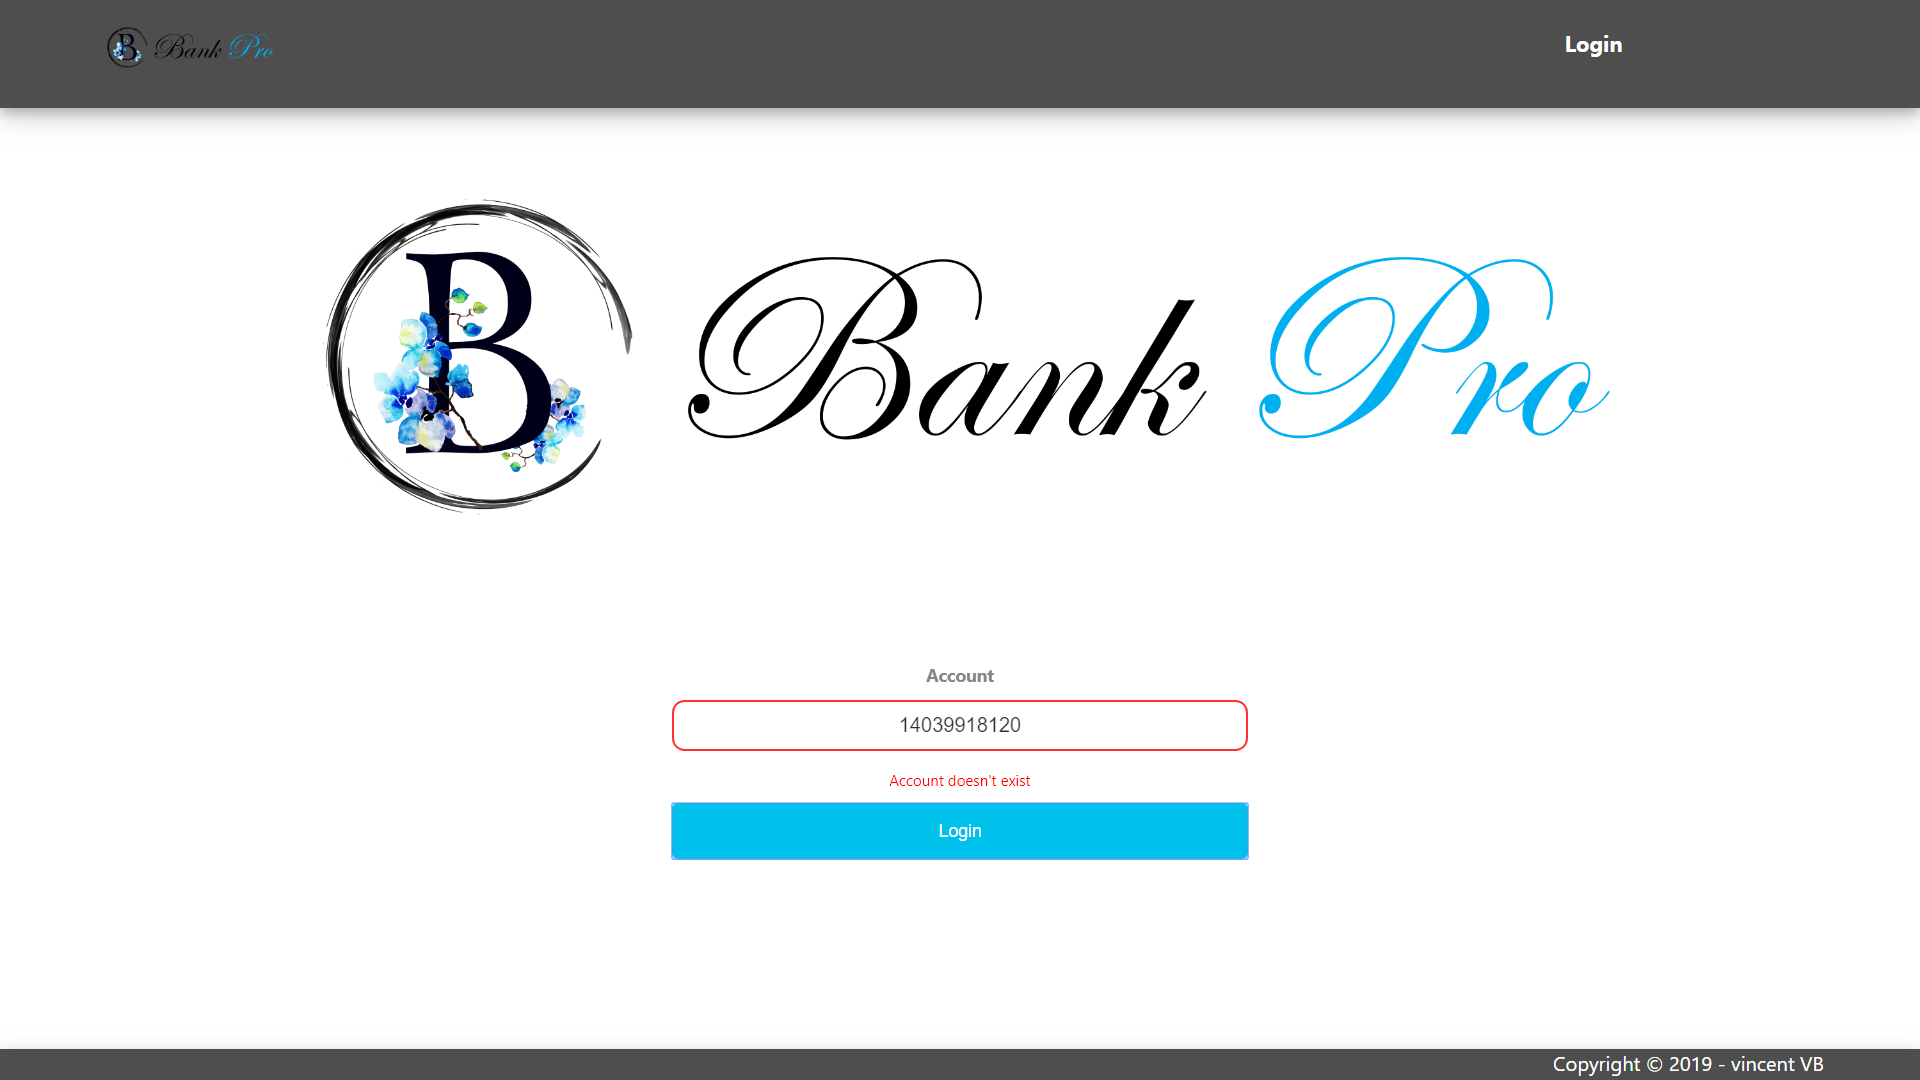 B Bank Pro
Login
B Bank Pro
Account
14039918120
Account doesn't exist
Login
Copyright © 2019 - vincent VB